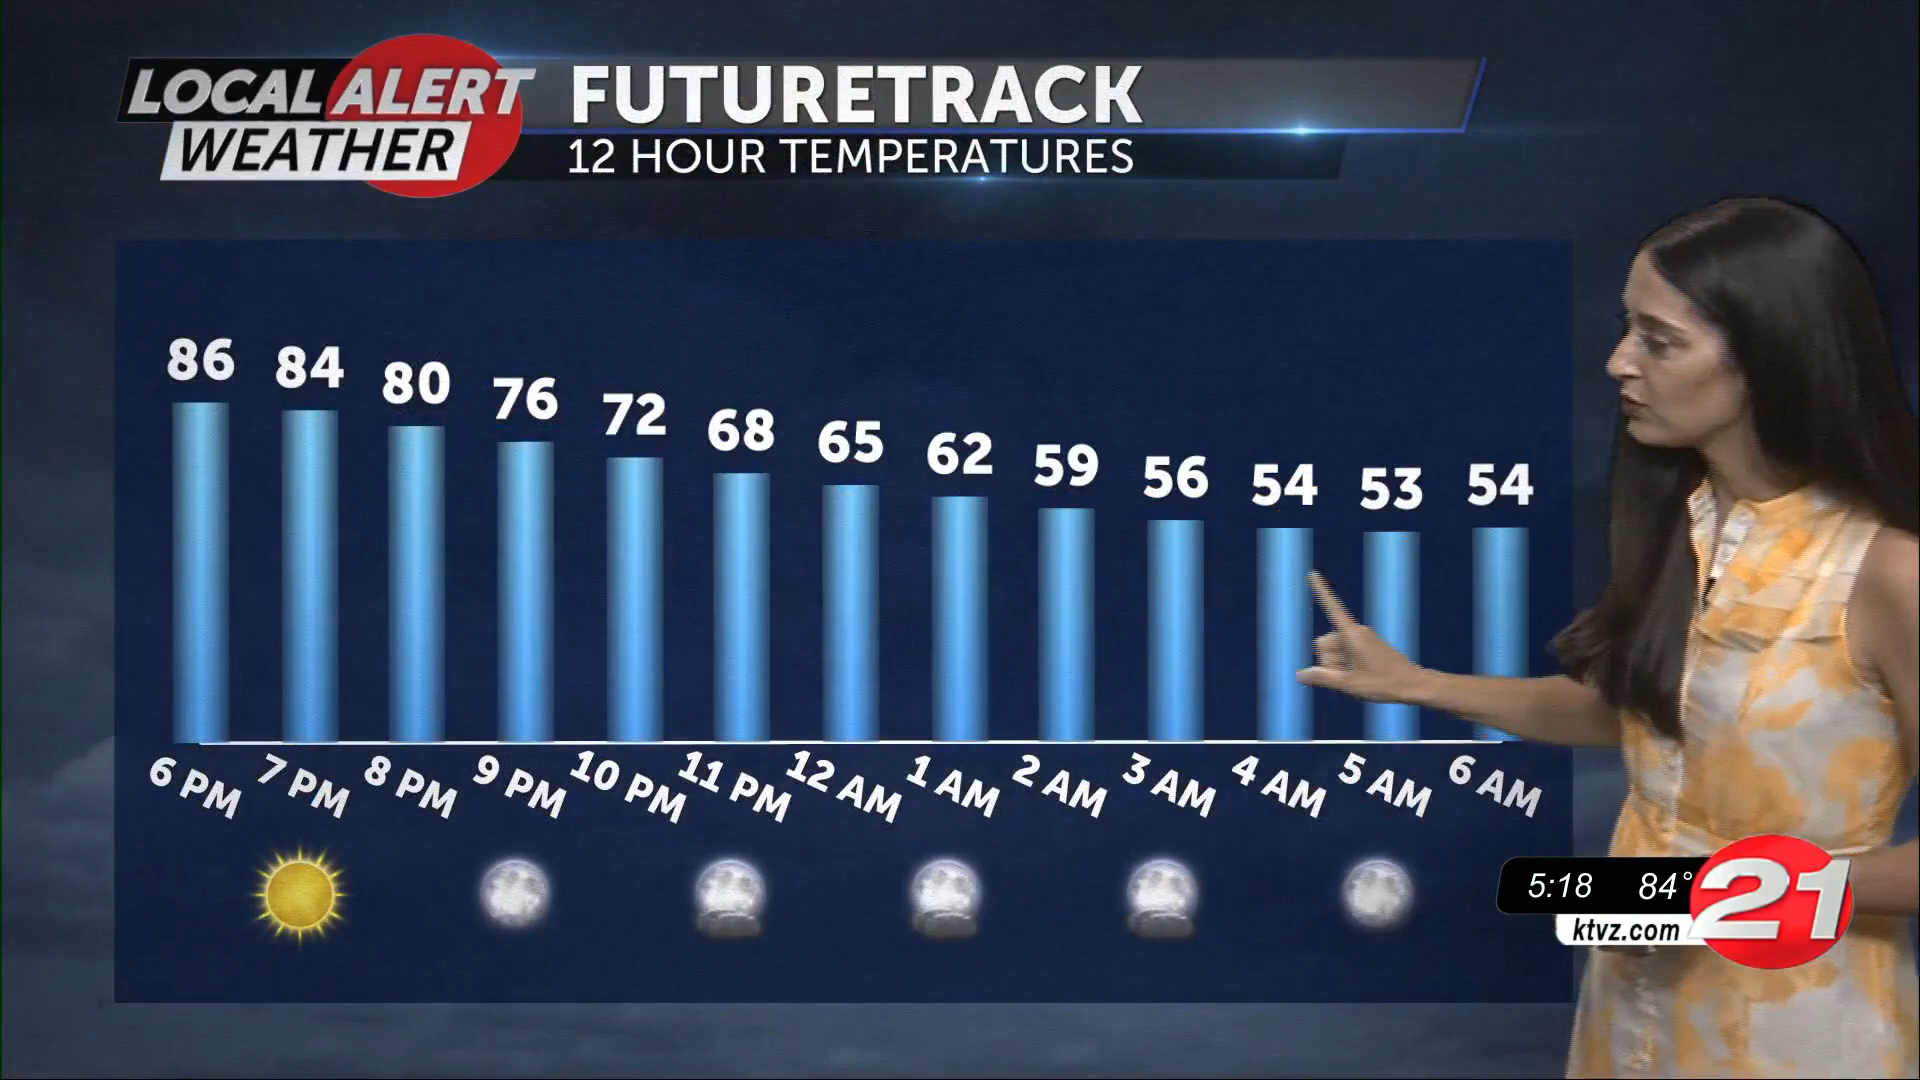 LOCAL ALERT
WEATHER
FUTURETRACK
12 HOUR TEMPERATURES
86 84 80 76 72 68 65 62 59 56 54 53 54
6 PM 7 PM 8 PM 9 PM 10 PM 11 PM 12 AM 1 AM 2 AM 3 AM 4 AM 5 AM 6 AM
5:18 84°
21
ktvz.com